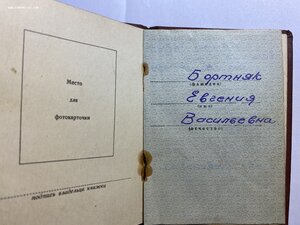 Место
для
фотокарточки
подпись владельца книжки
Бортняк
(фамилия)
Евгения
(имя)
Васильевна
(отчество)